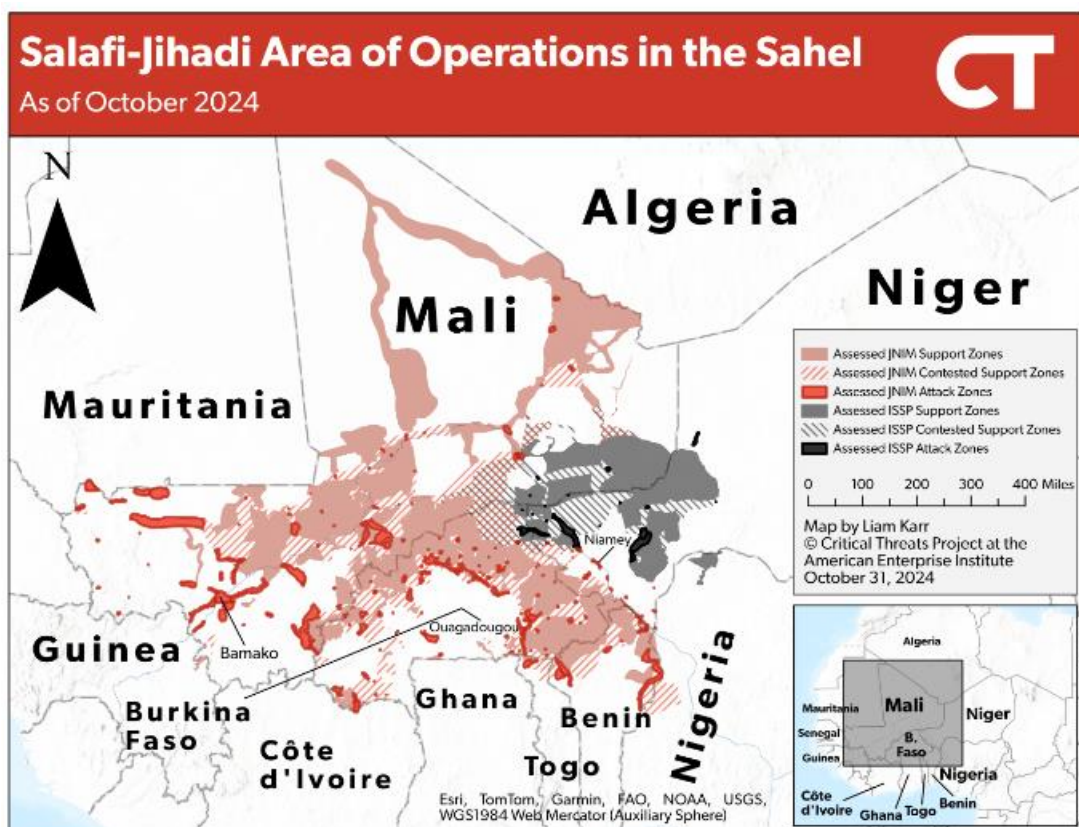 Salafi-Jihadi Area of Operations in the Sahel
As of October 2024
CT
N
Algeria
Niger
Mali
Mauritania
Assessed JNIM Support Zones
Assessed JNIM Contested Support Zones
Assessed JNIM Attack Zones
Assessed ISSP Support Zones
Assessed ISSP Contested Support Zones
Assessed ISSP Attack Zones
0 100 200 400 Miles
Map by Liam Karr
© Critical Threats Project at the
American Enterprise Institute
October 31, 2024
Niamey
Ouagadougou
Bamako
Guinea
Burkina
Faso
Côte
d'Ivoire
Ghana
Togo
Benin
Nigeria
Esri, TomTom, Garmin, FAO, NOAA, USGS,
WGS1984 Web Mercator (Auxiliary Sphere)
Algeria
Mauritania
Mali
Niger
Senegal
B.
Faso
Guinea
Nigeria
Côte
d'Ivoire
Ghana
Togo
Benin